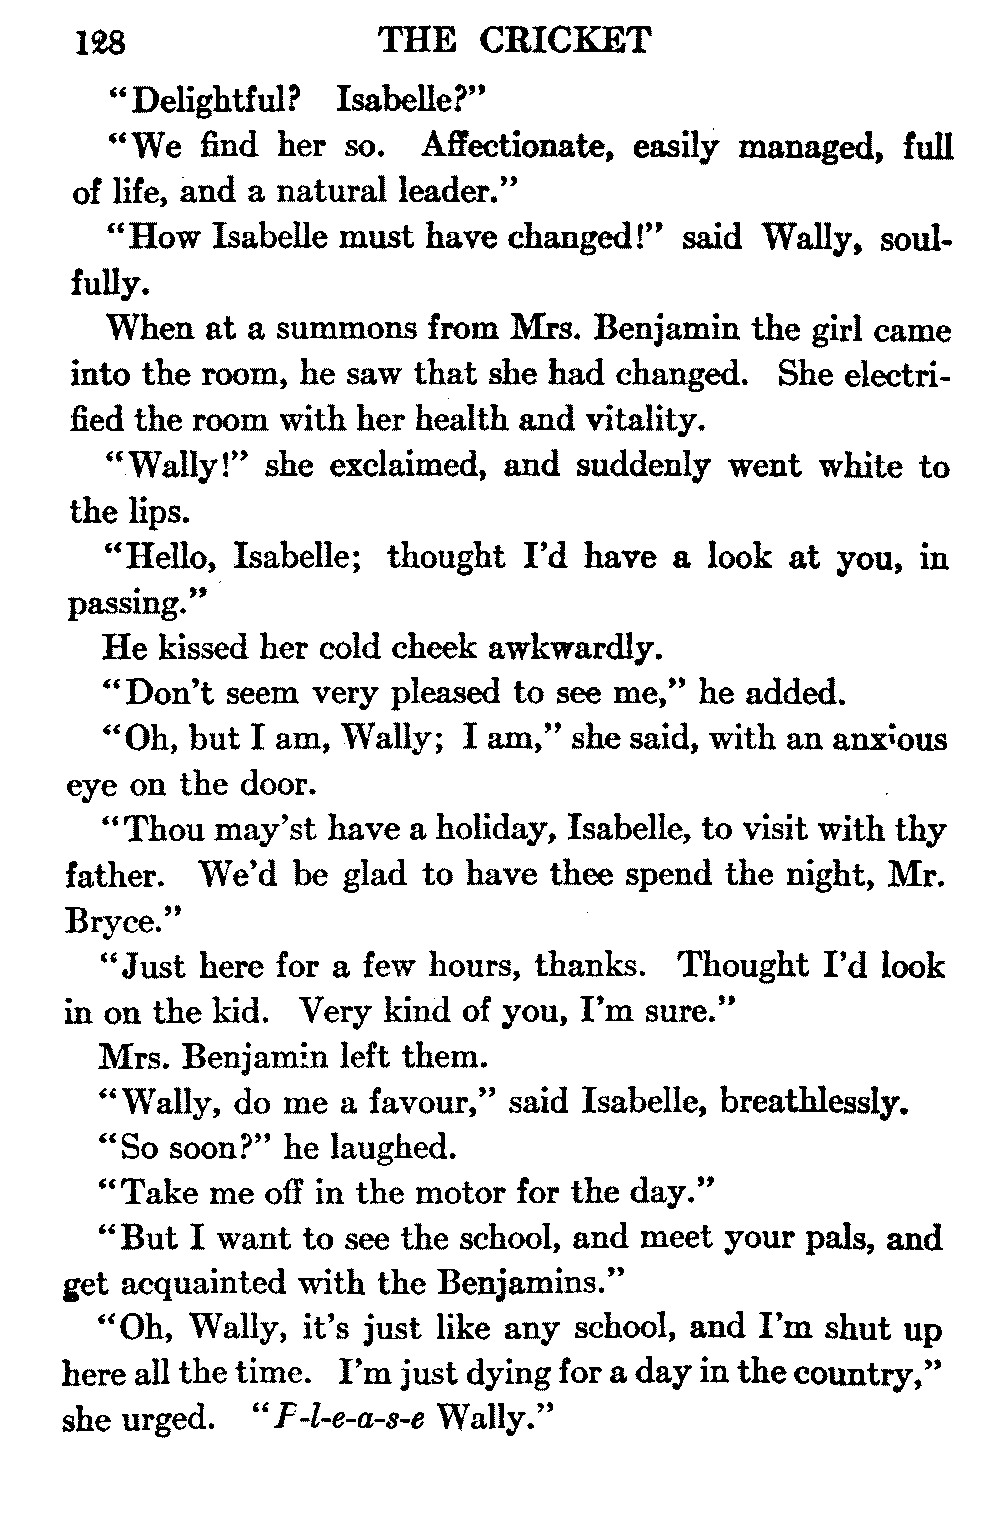 128 THE CRICKET
“Delightful? Isabelle?”
“We find her so. Affectionate, easily managed, full
of life, and a natural leader.”
“How Isabelle must have changed!” said Wally, soul-
fully.
When at a summons from Mrs. Benjamin the girl came
into the room, he saw that she had changed. She electri-
fied the room with her health and vitality.
“Wally!” she exclaimed, and suddenly went white to
the lips.
“Hello, Isabelle; thought I’d have a look at you, in
passing.”
He kissed her cold cheek awkwardly.
“Don’t seem very pleased to see me,” he added.
“Oh, but I am, Wally; I am,” she said, with an anxious
eye on the door.
“Thou may’st have a holiday, Isabelle, to visit with thy
father. We’d be glad to have thee spend the night, Mr.
Bryce.”
“Just here for a few hours, thanks. Thought I’d look
in on the kid. Very kind of you, I’m sure.”
Mrs. Benjamin left them.
“Wally, do me a favour,” said Isabelle, breathlessly.
“So soon?” he laughed.
“Take me off in the motor for the day.”
“But I want to see the school, and meet your pals, and
get acquainted with the Benjamins.”
“Oh, Wally, it’s just like any school, and I’m shut up
here all the time. I’m just dying for a day in the country,”
she urged. “P-l-e-a-s-e Wally.”